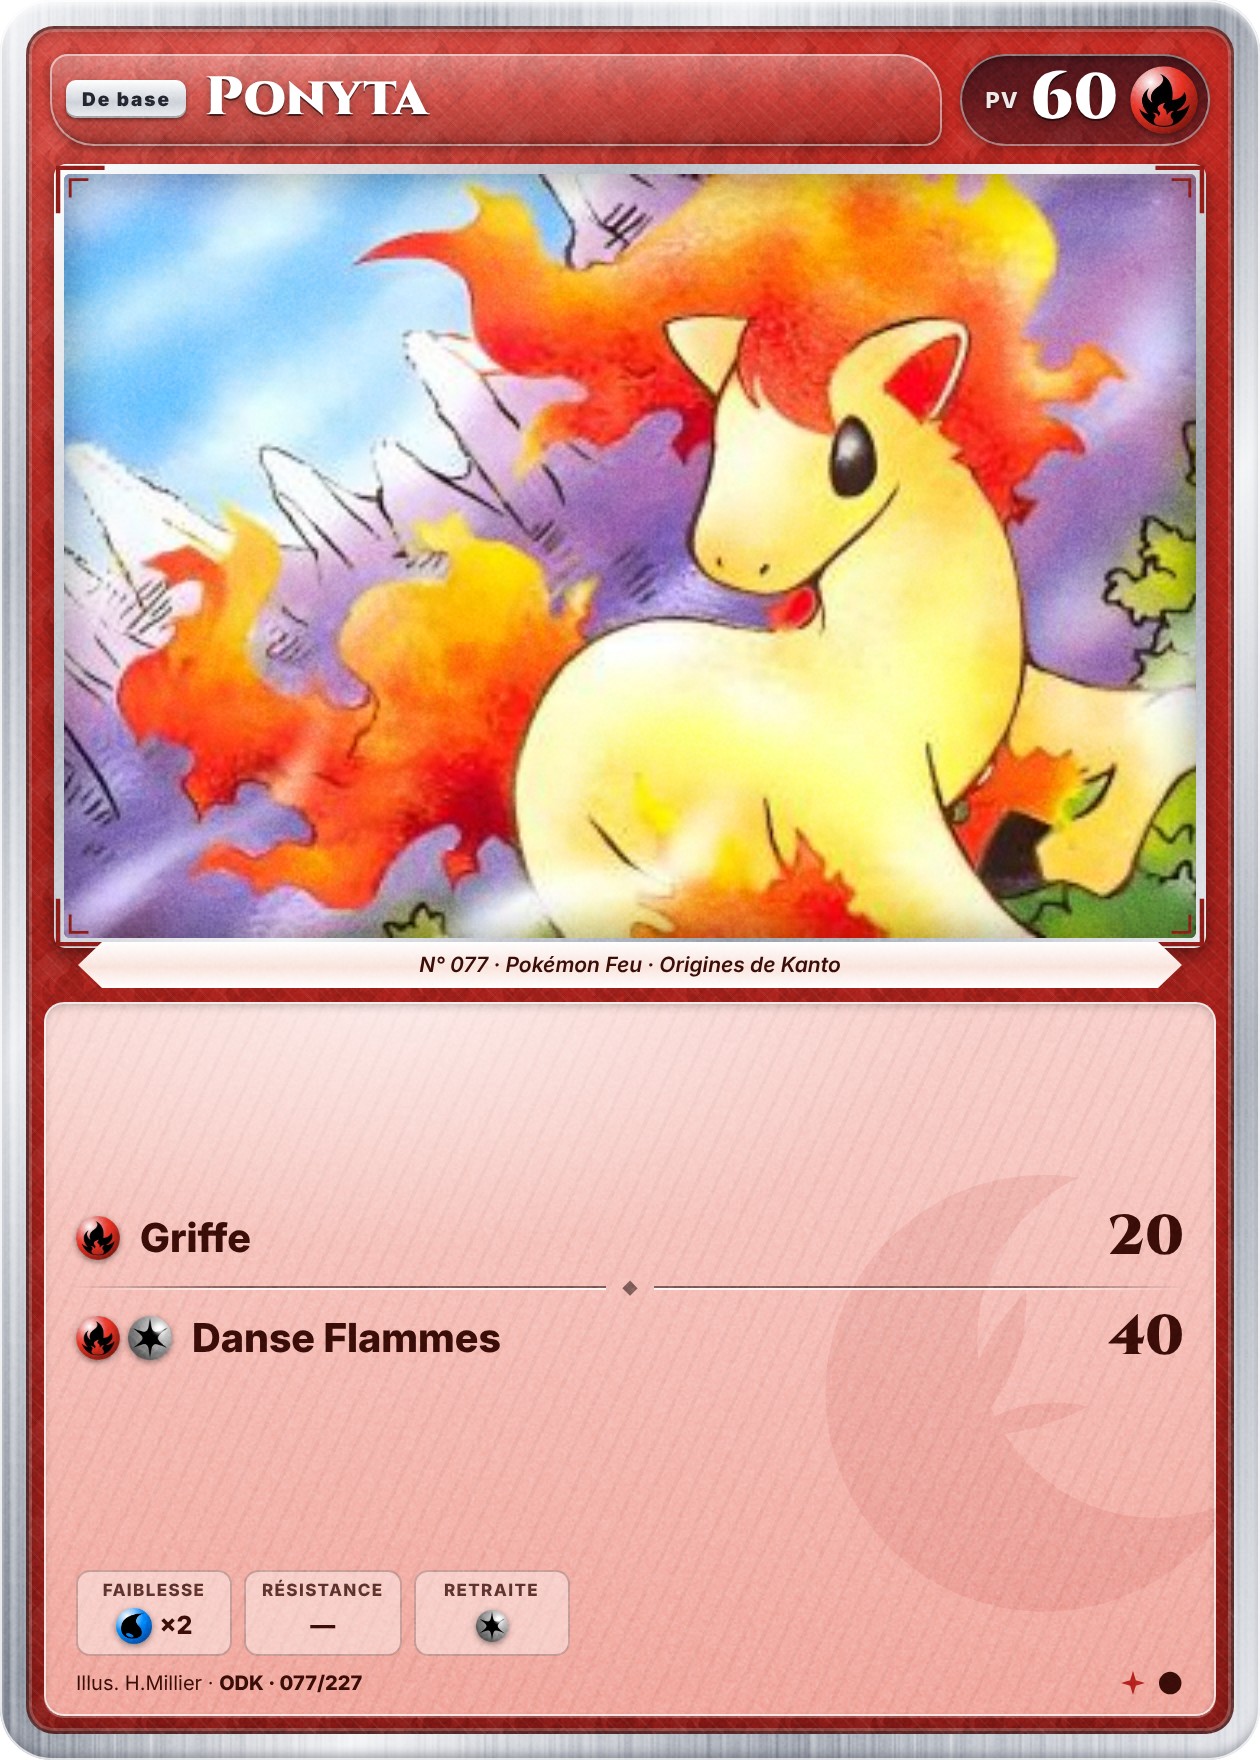 De base PONYTA PV 60
N° 077 · Pokémon Feu · Origines de Kanto
Griffe 20
Danse Flammes 40
FAIBLESSE RÉSISTANCE RETRAITE
×2 —
Illus. H.Millier · ODK · 077/227